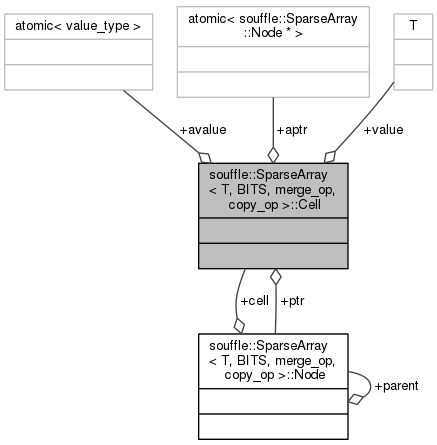 atomic< value_type >
atomic< souffle::SparseArray
::Node * >
T
+avalue
+aptr
+value
souffle::SparseArray
< T, BITS, merge_op,
copy_op >::Cell
+cell
+ptr
souffle::SparseArray
< T, BITS, merge_op,
copy_op >::Node
+parent